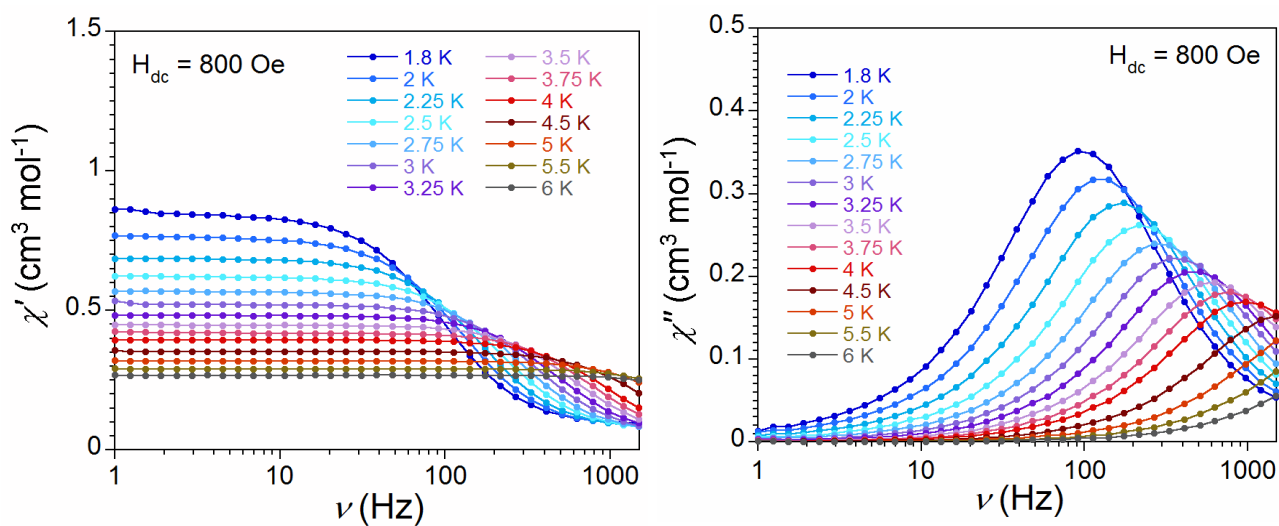 1.5
H_dc = 800 Oe
1.8 K
2 K
2.25 K
2.5 K
2.75 K
3 K
3.25 K
3.5 K
3.75 K
4 K
4.5 K
5 K
5.5 K
6 K
1
0.5
0
χ′ (cm³ mol⁻¹)
1
10
100
1000
ν (Hz)
0.5
H_dc = 800 Oe
1.8 K
2 K
2.25 K
2.5 K
2.75 K
3 K
3.25 K
3.5 K
3.75 K
4 K
4.5 K
5 K
5.5 K
6 K
0.4
0.3
0.2
0.1
0
χ″ (cm³ mol⁻¹)
1
10
100
1000
ν (Hz)